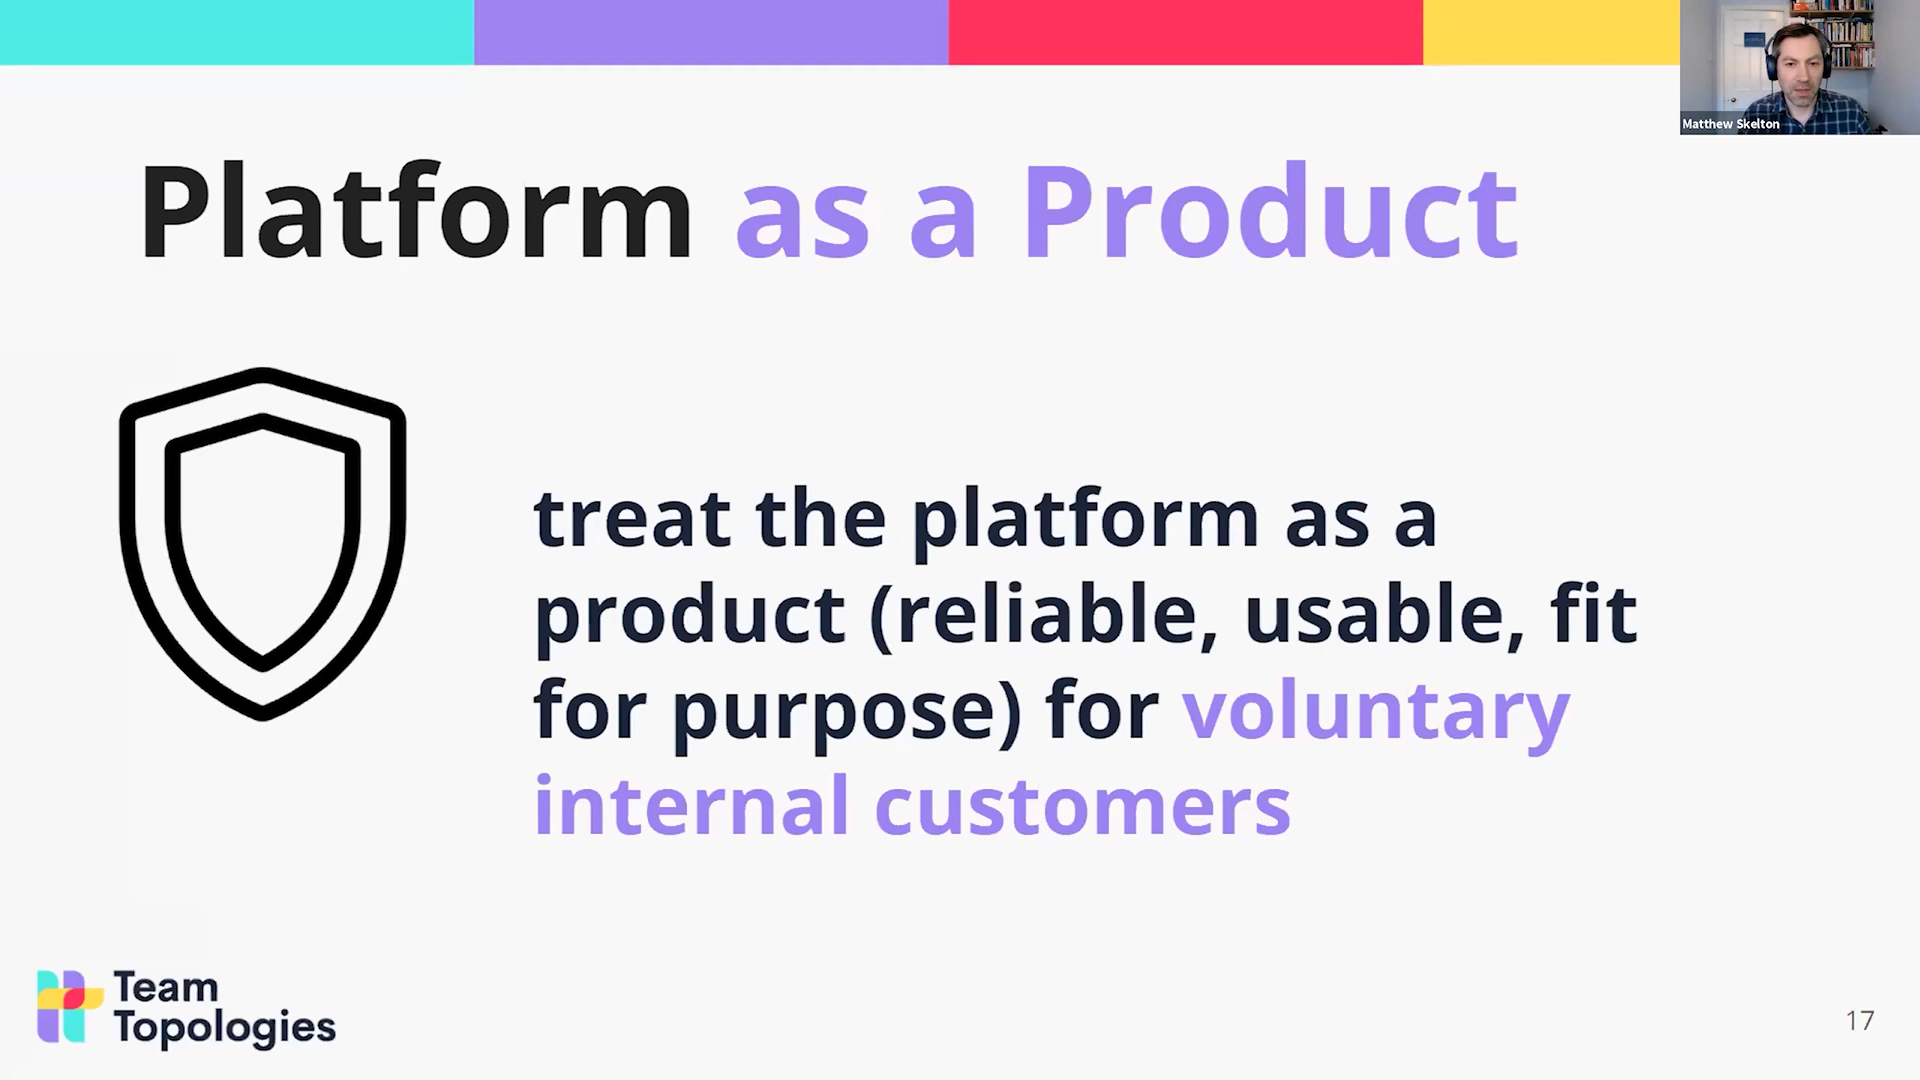 Matthew Skelton
Platform as a Product
treat the platform as a
product (reliable, usable, fit
for purpose) for voluntary
internal customers
Team
Topologies
17